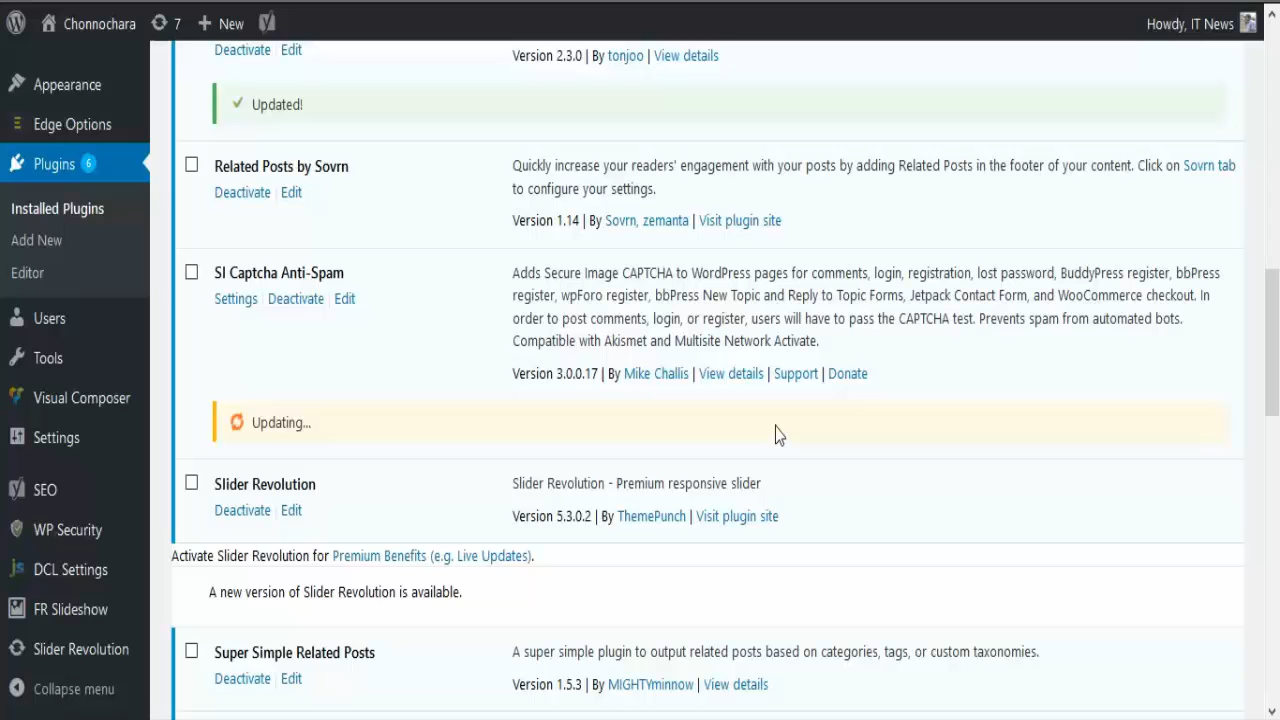 Chonnochara 7 New Howdy, IT News
Appearance
Edge Options
Plugins 6
Installed Plugins
Add New
Editor
Users
Tools
Visual Composer
Settings
SEO
WP Security
JS DCL Settings
FR Slideshow
Slider Revolution
Collapse menu
Deactivate | Edit
Version 2.3.0 | By tonjoo | View details
Updated!
Related Posts by Sovrn
Deactivate | Edit
Quickly increase your readers' engagement with your posts by adding Related Posts in the footer of your content. Click on Sovrn tab
to configure your settings.
Version 1.14 | By Sovrn, zemanta | Visit plugin site
SI Captcha Anti-Spam
Settings | Deactivate | Edit
Adds Secure Image CAPTCHA to WordPress pages for comments, login, registration, lost password, BuddyPress register, bbPress
register, wpForo register, bbPress New Topic and Reply to Topic Forms, Jetpack Contact Form, and WooCommerce checkout. In
order to post comments, login, or register, users will have to pass the CAPTCHA test. Prevents spam from automated bots.
Compatible with Akismet and Multisite Network Activate.
Version 3.0.0.17 | By Mike Challis | View details | Support | Donate
Updating...
Slider Revolution
Deactivate | Edit
Slider Revolution - Premium responsive slider
Version 5.3.0.2 | By ThemePunch | Visit plugin site
Activate Slider Revolution for Premium Benefits (e.g. Live Updates).
A new version of Slider Revolution is available.
Super Simple Related Posts
Deactivate | Edit
A super simple plugin to output related posts based on categories, tags, or custom taxonomies.
Version 1.5.3 | By MIGHTYminnow | View details